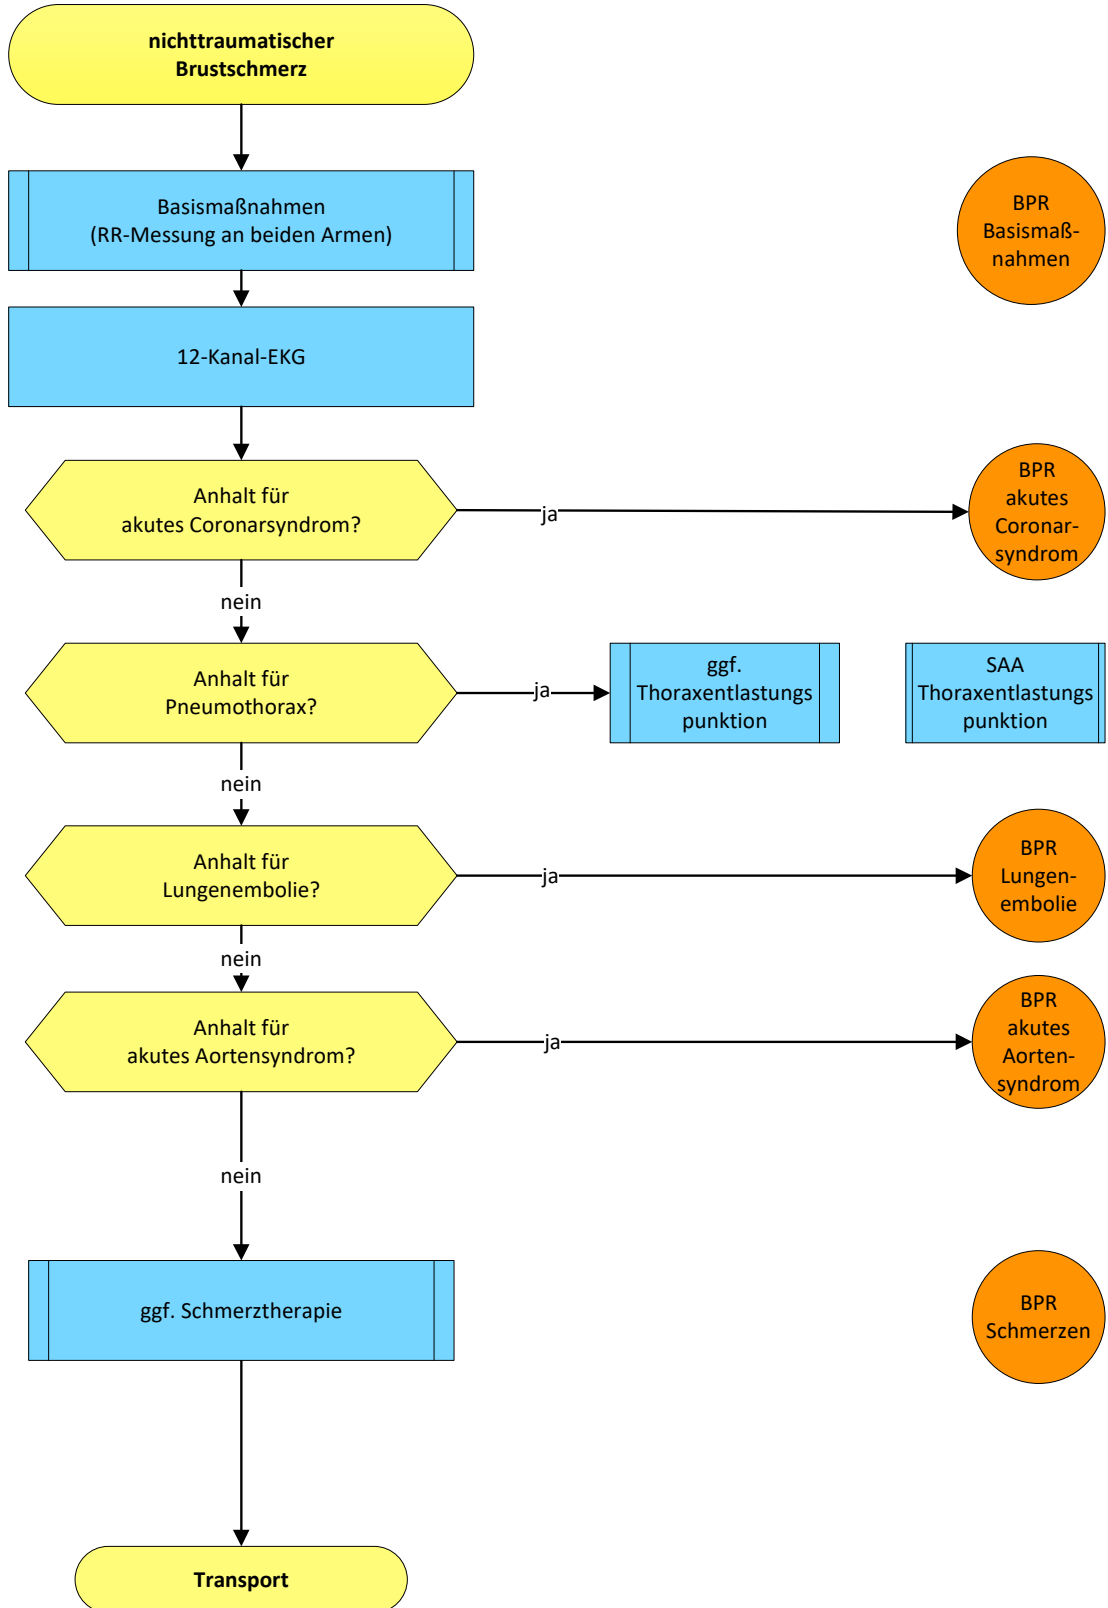 nichttraumatischer
Brustschmerz
Basismaßnahmen
(RR-Messung an beiden Armen)
BPR
Basismaß-
nahmen
12-Kanal-EKG
Anhalt für
akutes Coronarsyndrom?
ja
BPR
akutes
Coronar-
syndrom
nein
Anhalt für
Pneumothorax?
ja
ggf.
Thoraxentlastungs
punktion
SAA
Thoraxentlastungs
punktion
nein
Anhalt für
Lungenembolie?
ja
BPR
Lungen-
embolie
nein
Anhalt für
akutes Aortensyndrom?
ja
BPR
akutes
Aorten-
syndrom
nein
ggf. Schmerztherapie
BPR
Schmerzen
Transport